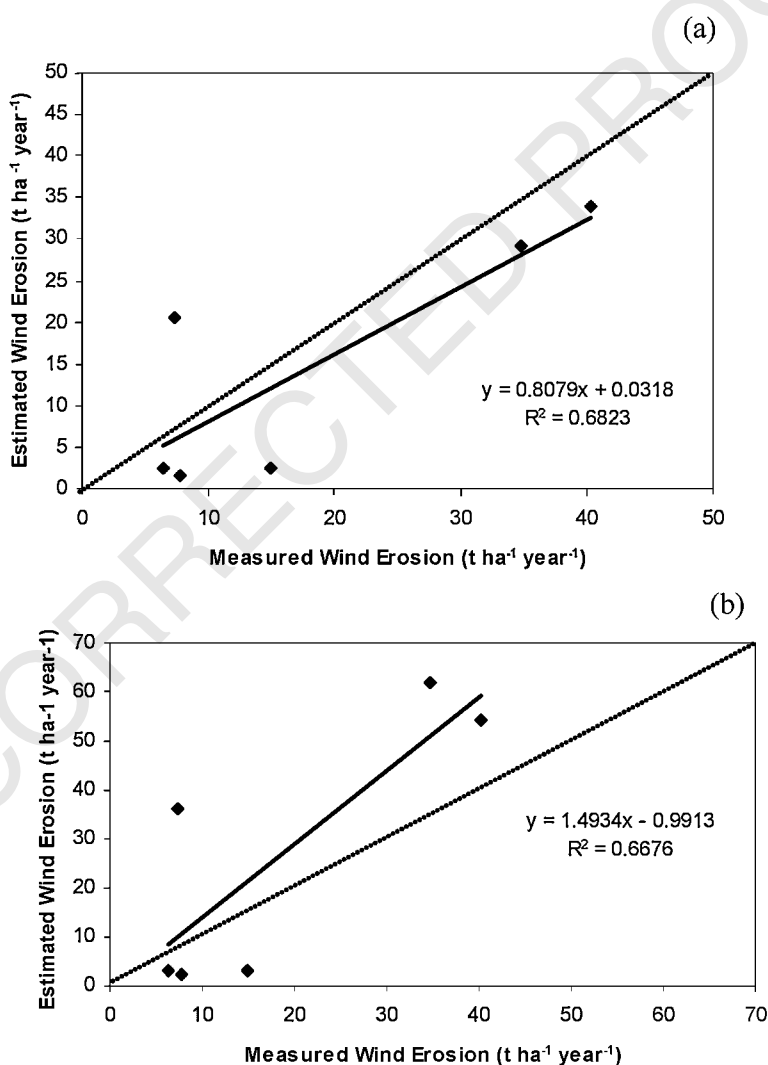 (a)
50
45
40
35
30
25
20
15
10
5
0
Estimated Wind Erosion (t ha⁻¹ year⁻¹)
y = 0.8079x + 0.0318
R² = 0.6823
0 10 20 30 40 50
Measured Wind Erosion (t ha⁻¹ year⁻¹)
(b)
70
60
50
40
30
20
10
0
Estimated Wind Erosion (t ha-1 year-1)
y = 1.4934x - 0.9913
R² = 0.6676
0 10 20 30 40 50 60 70
Measured Wind Erosion (t ha⁻¹ year⁻¹)
CORRECTED PROO